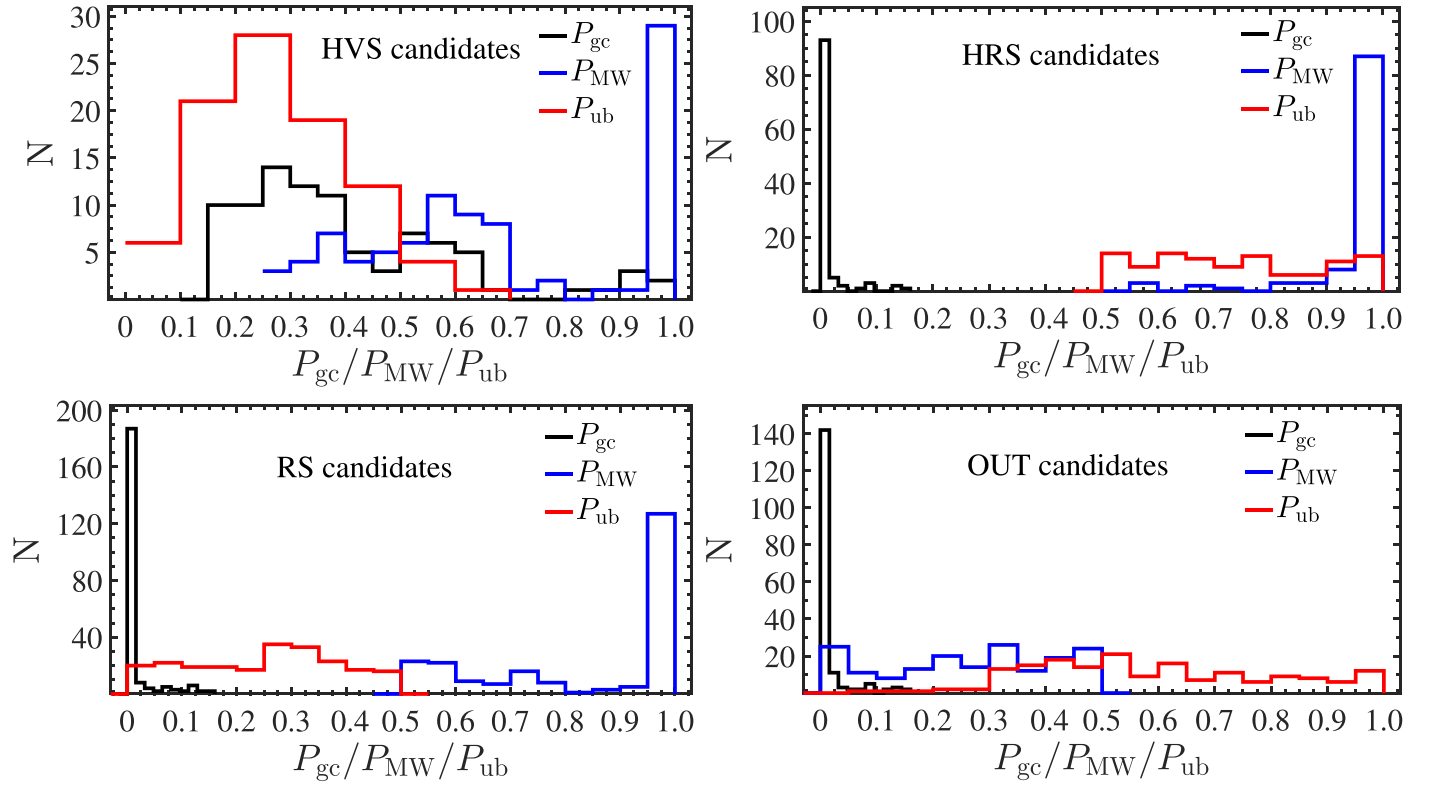 30
25
20
15
10
5
N
HVS candidates
P_gc
P_MW
P_ub
0 0.1 0.2 0.3 0.4 0.5 0.6 0.7 0.8 0.9 1.0
P_gc/P_MW/P_ub
100
80
60
40
20
N
HRS candidates
P_gc
P_MW
P_ub
0 0.1 0.2 0.3 0.4 0.5 0.6 0.7 0.8 0.9 1.0
P_gc/P_MW/P_ub
200
160
120
80
40
N
RS candidates
P_gc
P_MW
P_ub
0 0.1 0.2 0.3 0.4 0.5 0.6 0.7 0.8 0.9 1.0
P_gc/P_MW/P_ub
140
120
100
80
60
40
20
N
OUT candidates
P_gc
P_MW
P_ub
0 0.1 0.2 0.3 0.4 0.5 0.6 0.7 0.8 0.9 1.0
P_gc/P_MW/P_ub